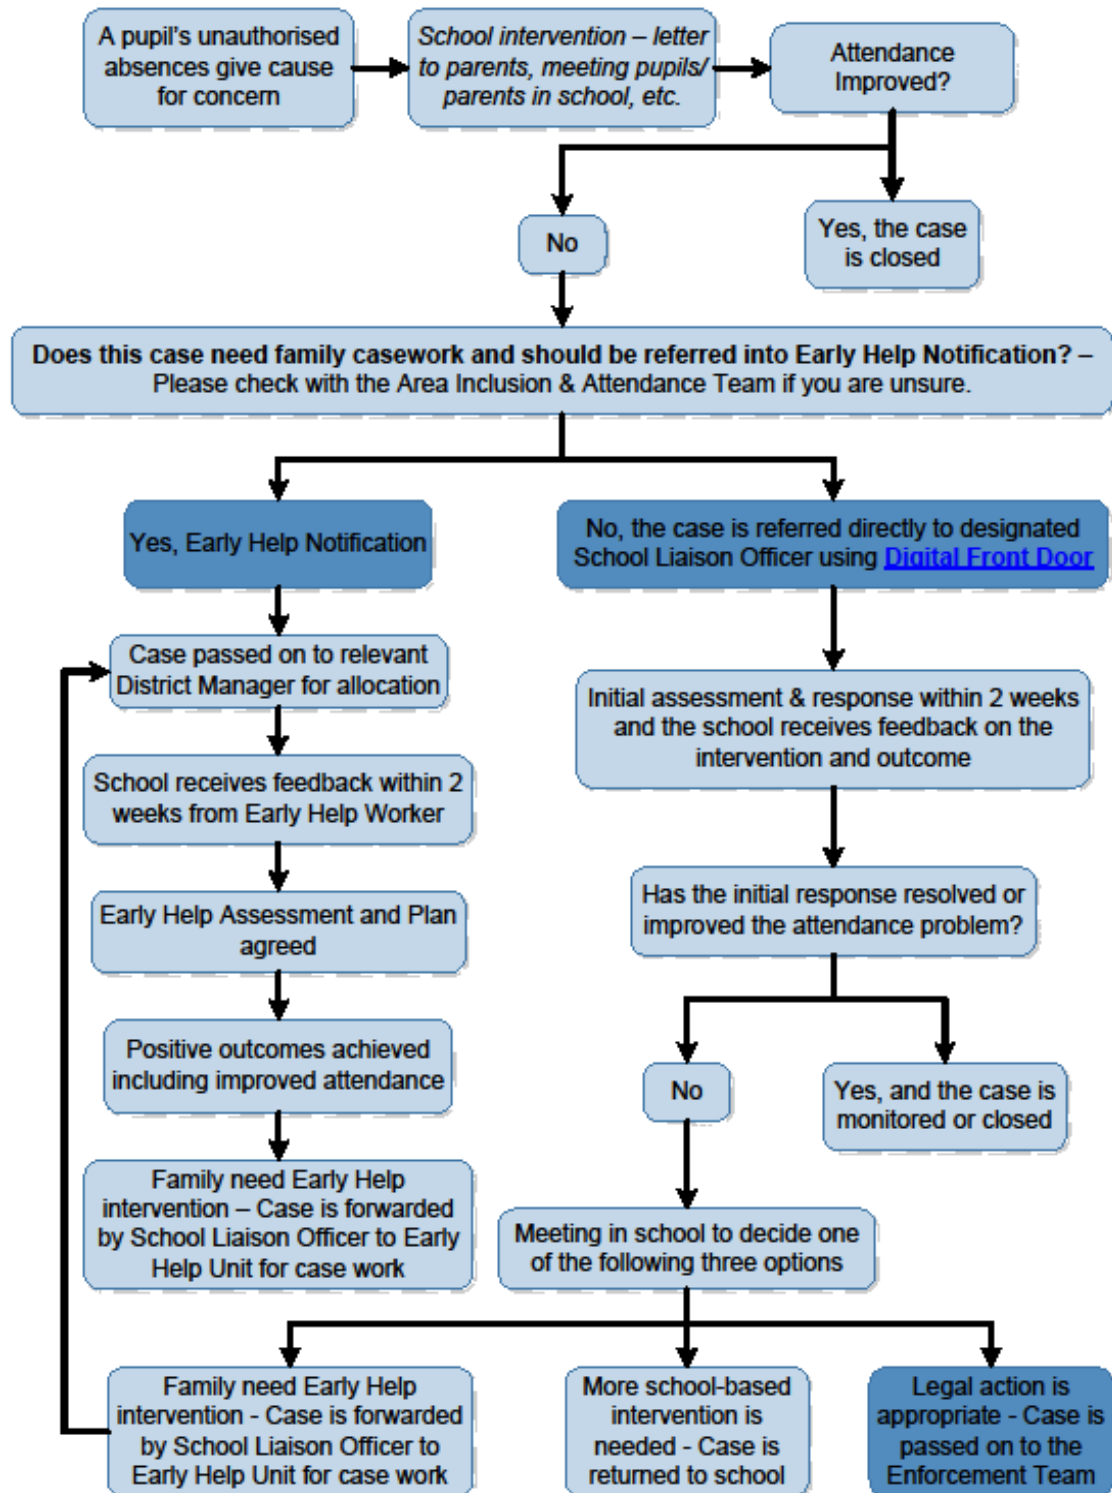 A pupil's unauthorised
absences give cause
for concern
School intervention – letter
to parents, meeting pupils/
parents in school, etc.
Attendance
Improved?
No
Yes, the case
is closed
Does this case need family casework and should be referred into Early Help Notification? –
Please check with the Area Inclusion & Attendance Team if you are unsure.
Yes, Early Help Notification
No, the case is referred directly to designated
School Liaison Officer using Digital Front Door
Case passed on to relevant
District Manager for allocation
School receives feedback within 2
weeks from Early Help Worker
Early Help Assessment and Plan
agreed
Positive outcomes achieved
including improved attendance
Family need Early Help
intervention – Case is forwarded
by School Liaison Officer to Early
Help Unit for case work
Initial assessment & response within 2 weeks
and the school receives feedback on the
intervention and outcome
Has the initial response resolved or
improved the attendance problem?
No
Yes, and the case is
monitored or closed
Meeting in school to decide one
of the following three options
Family need Early Help
intervention - Case is forwarded
by School Liaison Officer to
Early Help Unit for case work
More school-based
intervention is
needed - Case is
returned to school
Legal action is
appropriate - Case is
passed on to the
Enforcement Team